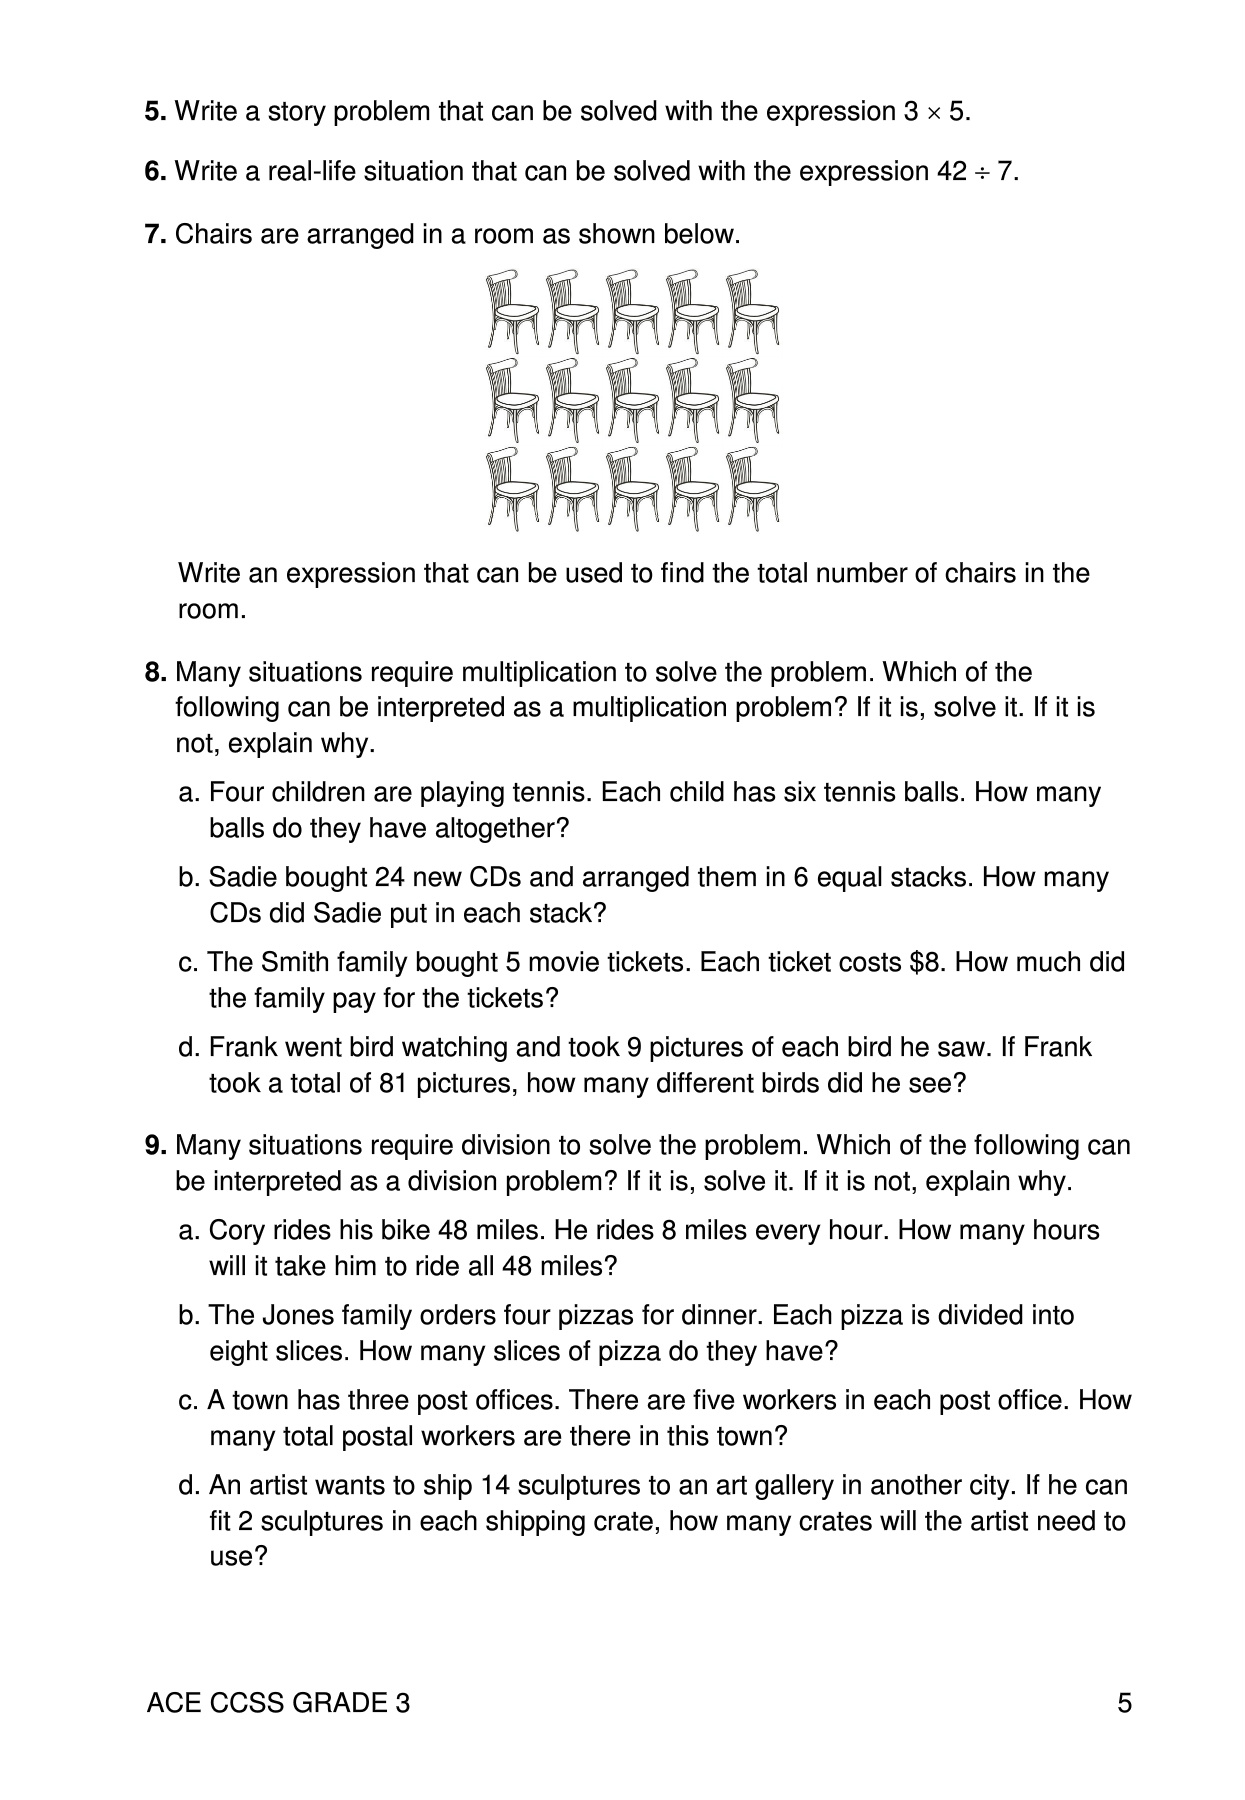 5. Write a story problem that can be solved with the expression 3 × 5.
6. Write a real-life situation that can be solved with the expression 42 ÷ 7.
7. Chairs are arranged in a room as shown below.
Write an expression that can be used to find the total number of chairs in the
room.
8. Many situations require multiplication to solve the problem. Which of the
following can be interpreted as a multiplication problem? If it is, solve it. If it is
not, explain why.
a. Four children are playing tennis. Each child has six tennis balls. How many
balls do they have altogether?
b. Sadie bought 24 new CDs and arranged them in 6 equal stacks. How many
CDs did Sadie put in each stack?
c. The Smith family bought 5 movie tickets. Each ticket costs $8. How much did
the family pay for the tickets?
d. Frank went bird watching and took 9 pictures of each bird he saw. If Frank
took a total of 81 pictures, how many different birds did he see?
9. Many situations require division to solve the problem. Which of the following can
be interpreted as a division problem? If it is, solve it. If it is not, explain why.
a. Cory rides his bike 48 miles. He rides 8 miles every hour. How many hours
will it take him to ride all 48 miles?
b. The Jones family orders four pizzas for dinner. Each pizza is divided into
eight slices. How many slices of pizza do they have?
c. A town has three post offices. There are five workers in each post office. How
many total postal workers are there in this town?
d. An artist wants to ship 14 sculptures to an art gallery in another city. If he can
fit 2 sculptures in each shipping crate, how many crates will the artist need to
use?
ACE CCSS GRADE 3 5